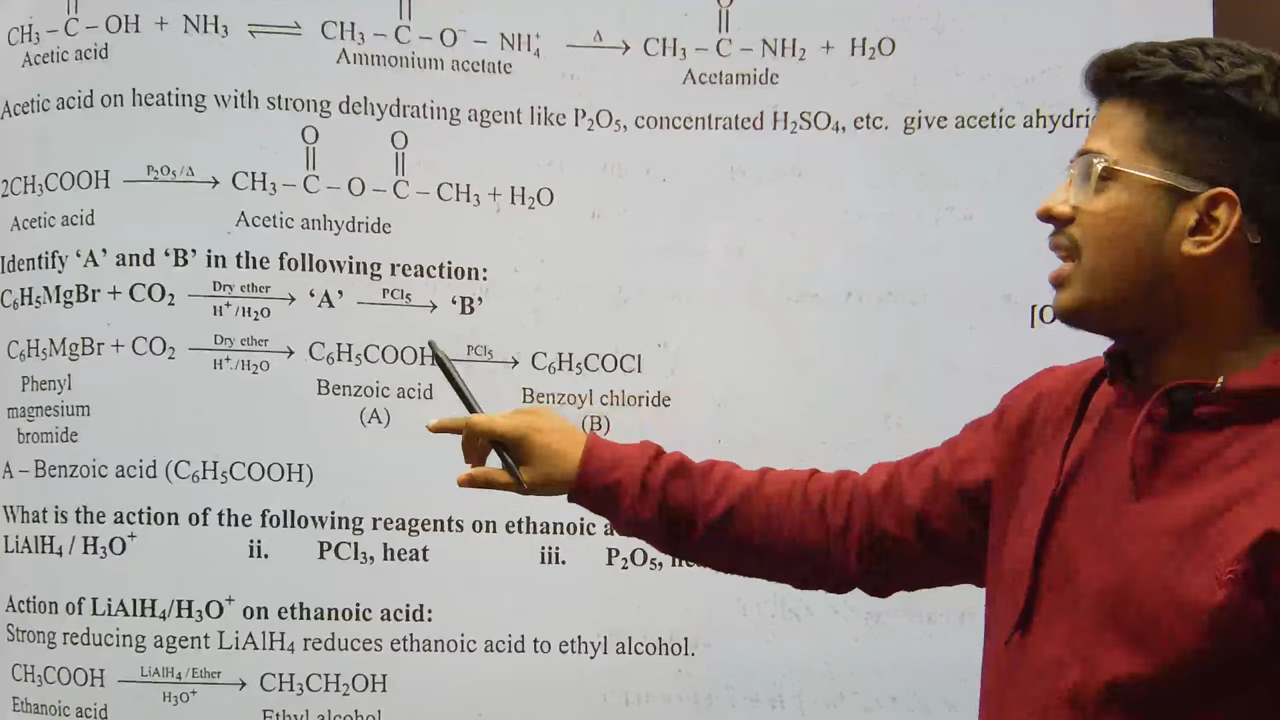 CH₃ – C – OH + NH₃ ⇌ CH₃ – C – O⁻ – NH₄⁺ —Δ→ CH₃ – C – NH₂ + H₂O
Acetic acid Ammonium acetate Acetamide
Acetic acid on heating with strong dehydrating agent like P₂O₅, concentrated H₂SO₄, etc. give acetic
O O
2CH₃COOH —P₂O₅/Δ→ CH₃ – C – O – C – CH₃ + H₂O
Acetic acid Acetic anhydride
Identify ‘A’ and ‘B’ in the following reaction:
C₆H₅MgBr + CO₂ —Dry ether / H⁺/H₂O→ ‘A’ —PCl₅→ ‘B’
[O
C₆H₅MgBr + CO₂ —Dry ether / H⁺/H₂O→ C₆H₅COOH —PCl₅→ C₆H₅COCl
Phenyl Benzoic acid Benzoyl chloride
magnesium (A) (B)
bromide
A – Benzoic acid (C₆H₅COOH)
What is the action of the following reagents on ethanoic
LiAlH₄ / H₃O⁺ ii. PCl₃, heat iii. P₂O₅,
Action of LiAlH₄/H₃O⁺ on ethanoic acid:
Strong reducing agent LiAlH₄ reduces ethanoic acid to ethyl alcohol.
CH₃COOH —LiAlH₄/Ether / H₃O⁺→ CH₃CH₂OH
Ethanoic acid Ethyl alcohol